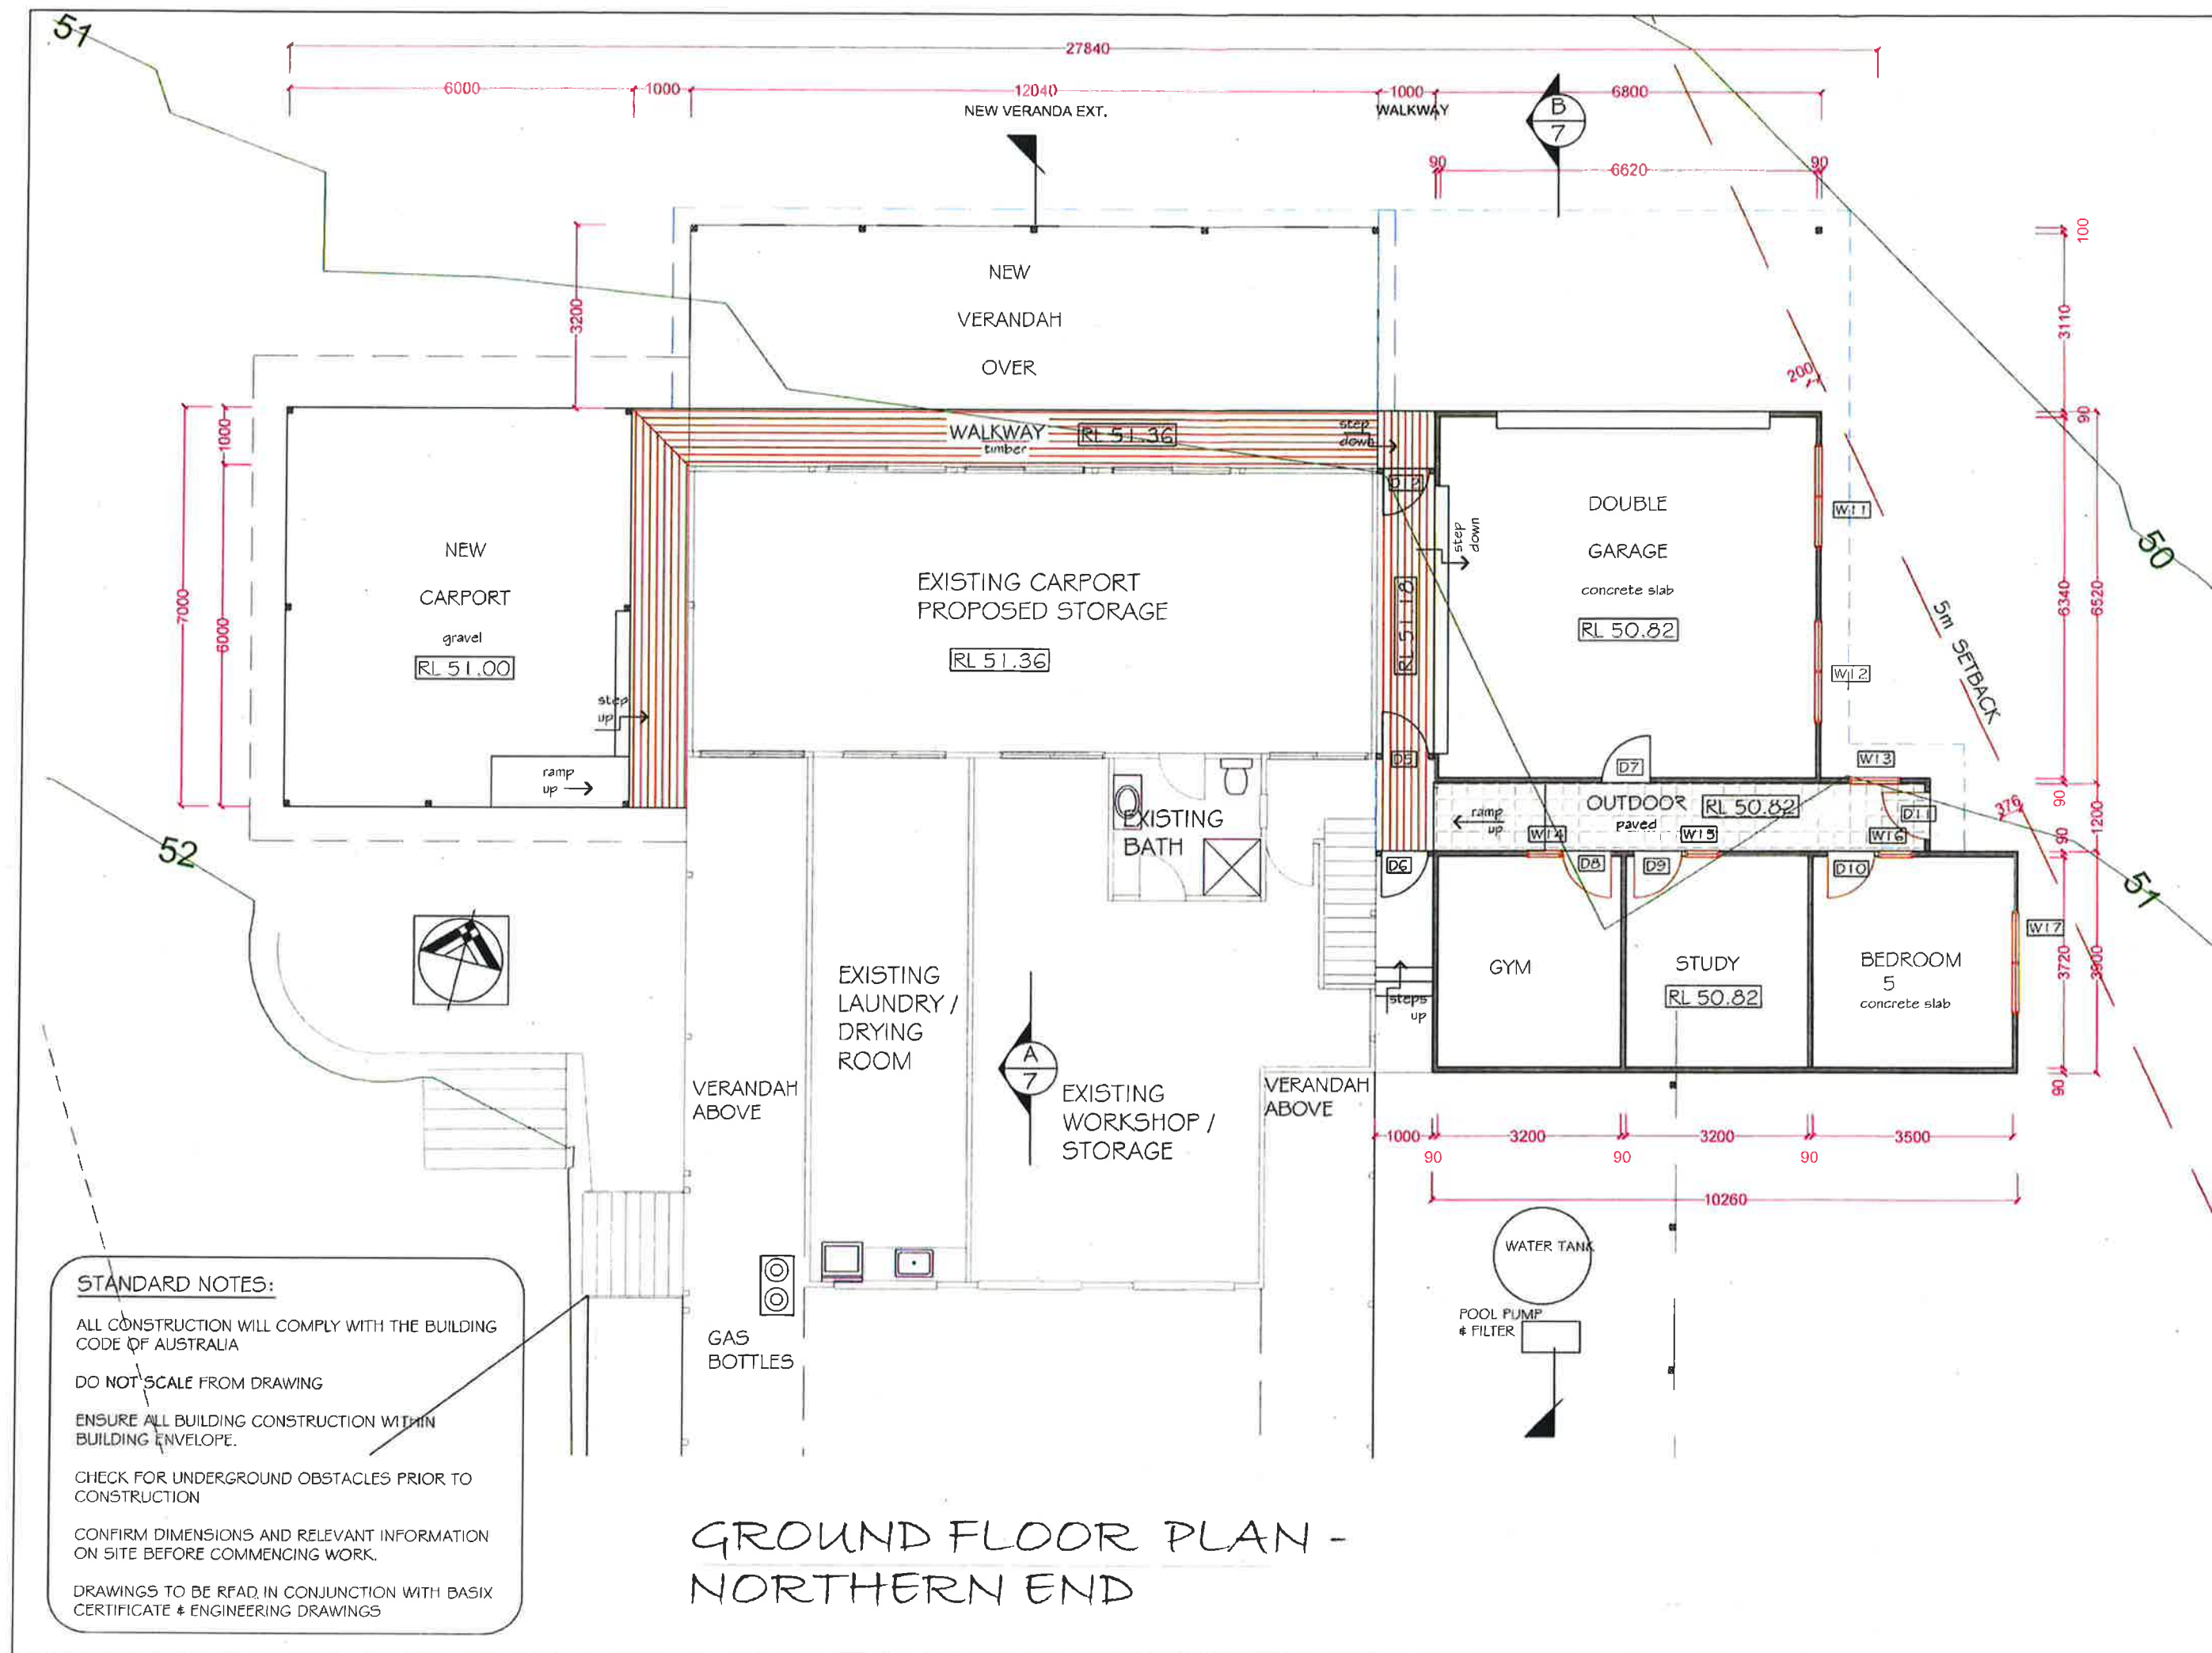 51
27840
6000
1000
12040
1000
6800
NEW VERANDA EXT.
WALKWAY
B
7
90
6620
90
100
NEW
VERANDAH
OVER
3200
3110
200
90
1000
WALKWAY
timber
RL 51.36
step
down
D12
NEW
CARPORT
gravel
RL 51.00
EXISTING CARPORT
PROPOSED STORAGE
RL 51.36
step
down
RL 51.18
DOUBLE
GARAGE
concrete slab
RL 50.82
W11
W12
50
5m SETBACK
7000
6000
6340
6520
step
up
ramp
up
D5
D7
W13
OUTDOOR
paved
RL 50.82
ramp
up
W14
W15
W16
D11
376
90
1200
90
52
EXISTING
BATH
D6
D8
D9
D10
51
W17
GYM
STUDY
RL 50.82
BEDROOM
5
concrete slab
3720
3900
90
steps
up
EXISTING
LAUNDRY /
DRYING
ROOM
A
7
VERANDAH
ABOVE
EXISTING
WORKSHOP /
STORAGE
VERANDAH
ABOVE
1000
3200
3200
3500
90
90
90
10260
WATER TANK
POOL PUMP
& FILTER
GAS
BOTTLES
STANDARD NOTES:
ALL CONSTRUCTION WILL COMPLY WITH THE BUILDING
CODE OF AUSTRALIA
DO NOT SCALE FROM DRAWING
ENSURE ALL BUILDING CONSTRUCTION WITHIN
BUILDING ENVELOPE.
CHECK FOR UNDERGROUND OBSTACLES PRIOR TO
CONSTRUCTION
CONFIRM DIMENSIONS AND RELEVANT INFORMATION
ON SITE BEFORE COMMENCING WORK.
DRAWINGS TO BE READ IN CONJUNCTION WITH BASIX
CERTIFICATE & ENGINEERING DRAWINGS
GROUND FLOOR PLAN -
NORTHERN END